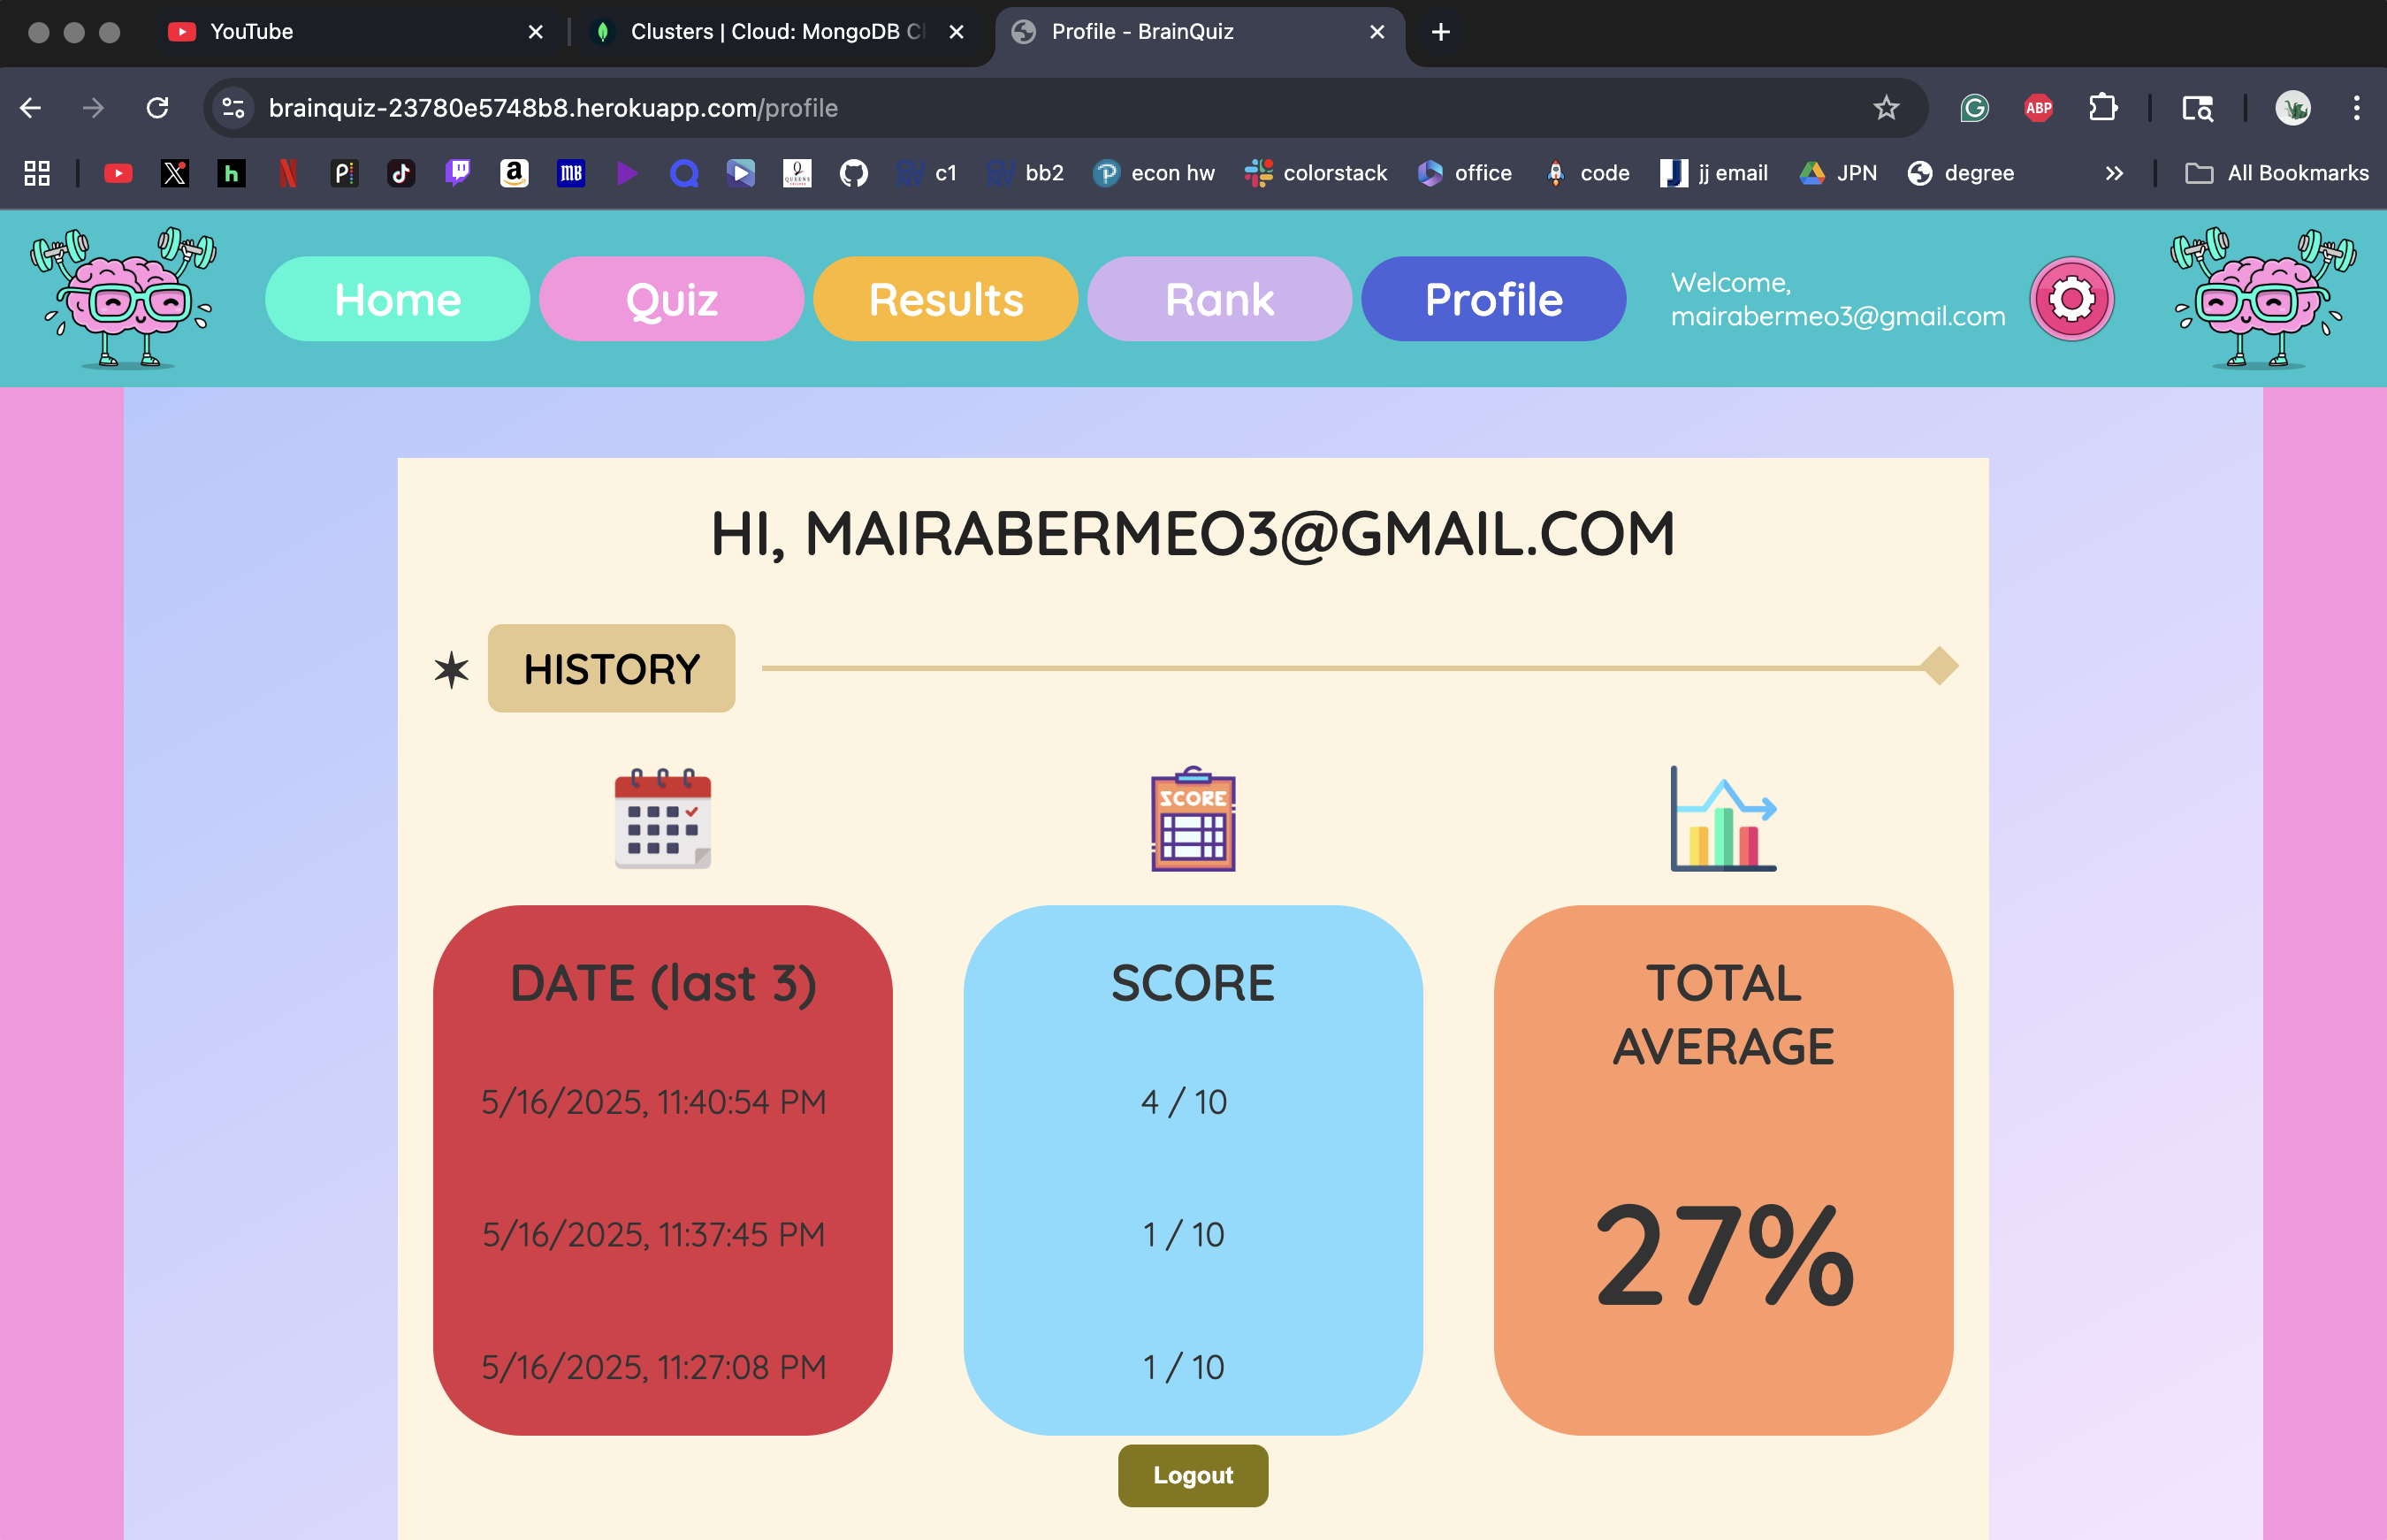 YouTube
Clusters | Cloud: MongoDB Cl
Profile - BrainQuiz
brainquiz-23780e5748b8.herokuapp.com/profile
ABP
h
MB
c1
bb2
econ hw
colorstack
office
code
jj email
JPN
degree
All Bookmarks
Home
Quiz
Results
Rank
Profile
Welcome,
mairabermeo3@gmail.com
HI, MAIRABERMEO3@GMAIL.COM
HISTORY
SCORE
DATE (last 3)
SCORE
TOTAL
AVERAGE
5/16/2025, 11:40:54 PM
4 / 10
5/16/2025, 11:37:45 PM
1 / 10
27%
5/16/2025, 11:27:08 PM
1 / 10
Logout